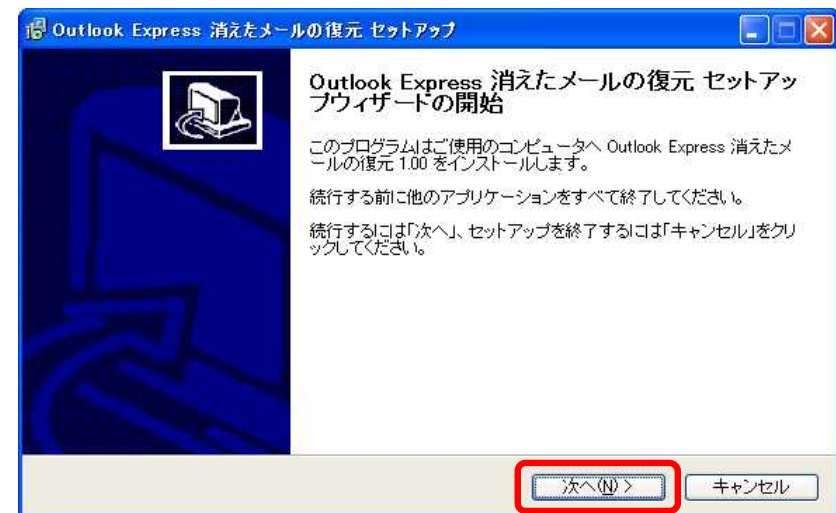 Outlook Express 消えたメールの復元 セットアップ
Outlook Express 消えたメールの復元 セットアッ
プウィザードの開始
このプログラムはご使用のコンピュータへ Outlook Express 消えたメ
ールの復元 1.00 をインストールします。
続行する前に他のアプリケーションをすべて終了してください。
続行するには「次へ」、セットアップを終了するには「キャンセル」をクリ
ックしてください。
次へ(N) >
キャンセル